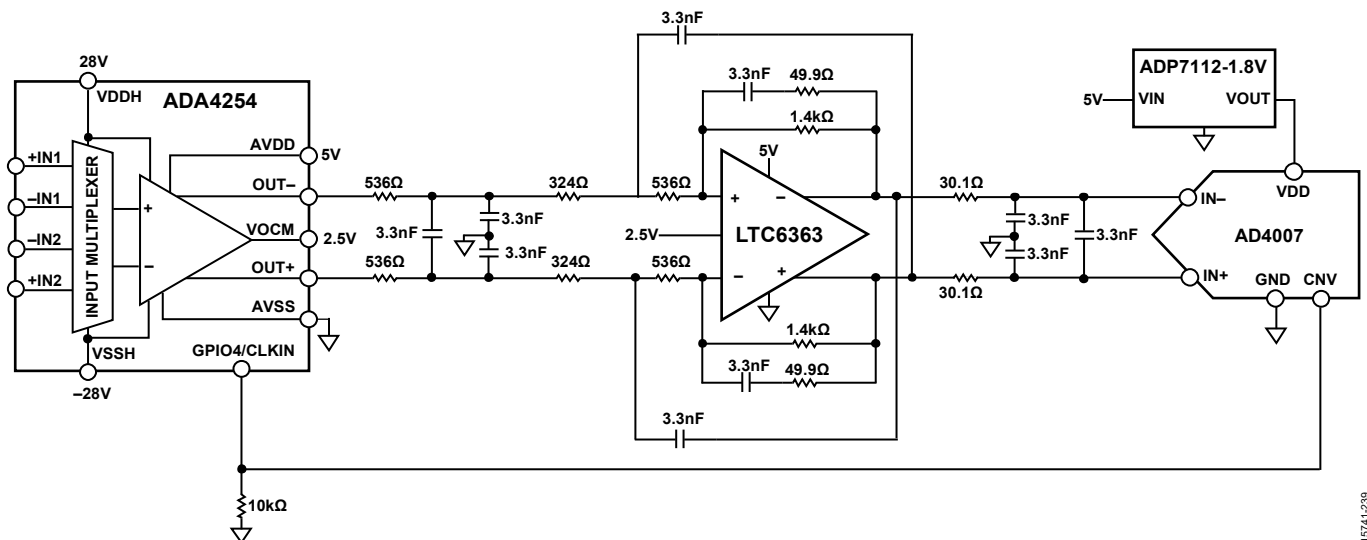 3.3nF
28V
VDDH
ADA4254
3.3nF
49.9Ω
1.4kΩ
ADP7112-1.8V
5V
VIN
VOUT
+IN1
–IN1
–IN2
+IN2
INPUT MULTIPLEXER
+
–
AVDD
5V
OUT–
VOCM
2.5V
OUT+
AVSS
VSSH
–28V
GPIO4/CLKIN
10kΩ
536Ω
536Ω
3.3nF
3.3nF
3.3nF
324Ω
324Ω
536Ω
536Ω
5V
+
–
2.5V
LTC6363
–
+
1.4kΩ
3.3nF
49.9Ω
3.3nF
30.1Ω
30.1Ω
3.3nF
3.3nF
3.3nF
IN–
VDD
AD4007
IN+
GND
CNV
15741-239